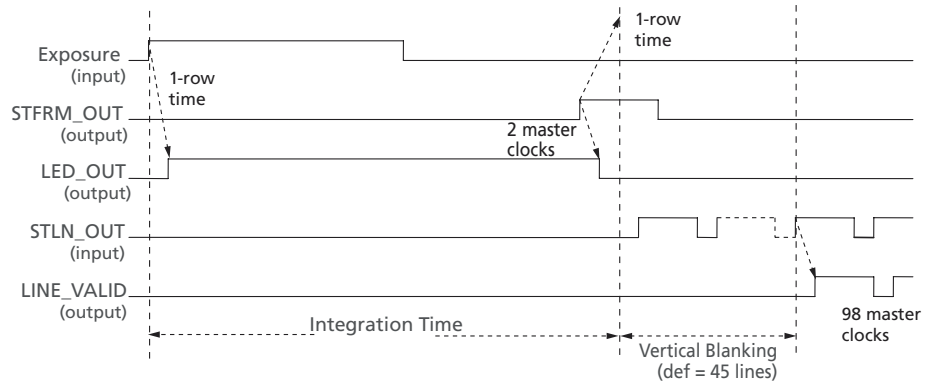 1-row
time
Exposure
(input)
1-row
time
STFRM_OUT
(output)
2 master
clocks
LED_OUT
(output)
STLN_OUT
(input)
LINE_VALID
(output)
98 master
clocks
Integration Time
Vertical Blanking
(def = 45 lines)